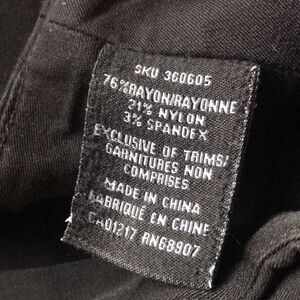 SKU 360605
76%RAYON/RAYONNE
21% NYLON
3% SPANDEX
EXCLUSIVE OF TRIMS/
GARNITURES NON
COMPRISES
MADE IN CHINA
FABRIQUE EN CHINE
CA01217 RN68907